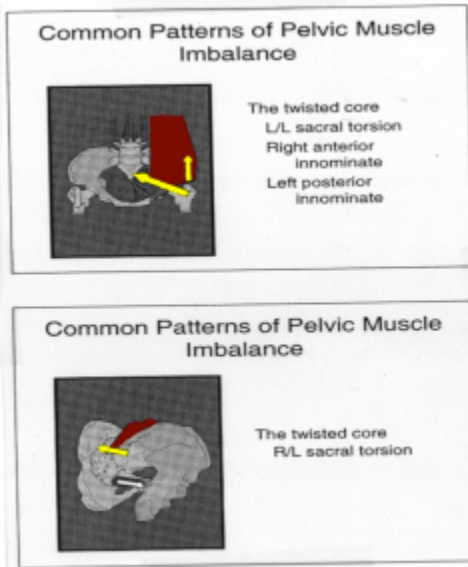 Common Patterns of Pelvic Muscle
Imbalance
The twisted core
L/L sacral torsion
Right anterior
innominate
Left posterior
innominate
Common Patterns of Pelvic Muscle
Imbalance
The twisted core
R/L sacral torsion